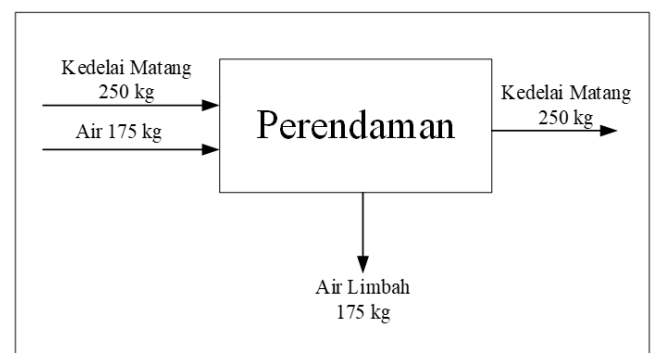 Kedelai Matang
250 kg
Air 175 kg
Perendaman
Kedelai Matang
250 kg
Air Limbah
175 kg